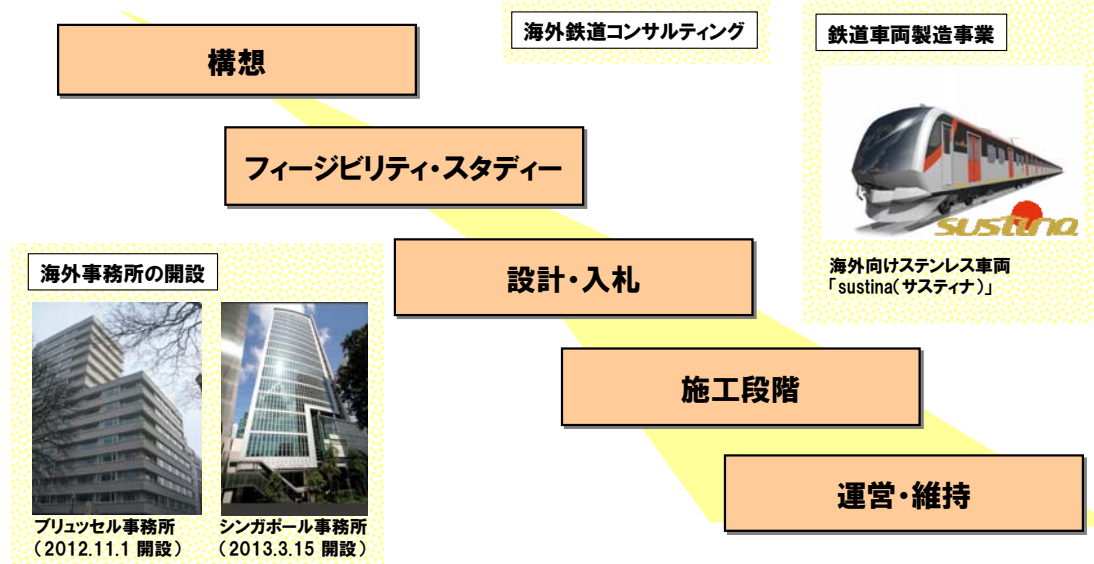 海外鉄道コンサルティング
鉄道車両製造事業
構想
フィージビリティ・スタディー
sustina
海外事務所の開設
設計・入札
海外向けステンレス車両
「sustina(サスティナ)」
施工段階
運営・維持
ブリュッセル事務所
(2012.11.1 開設)
シンガポール事務所
(2013.3.15 開設)